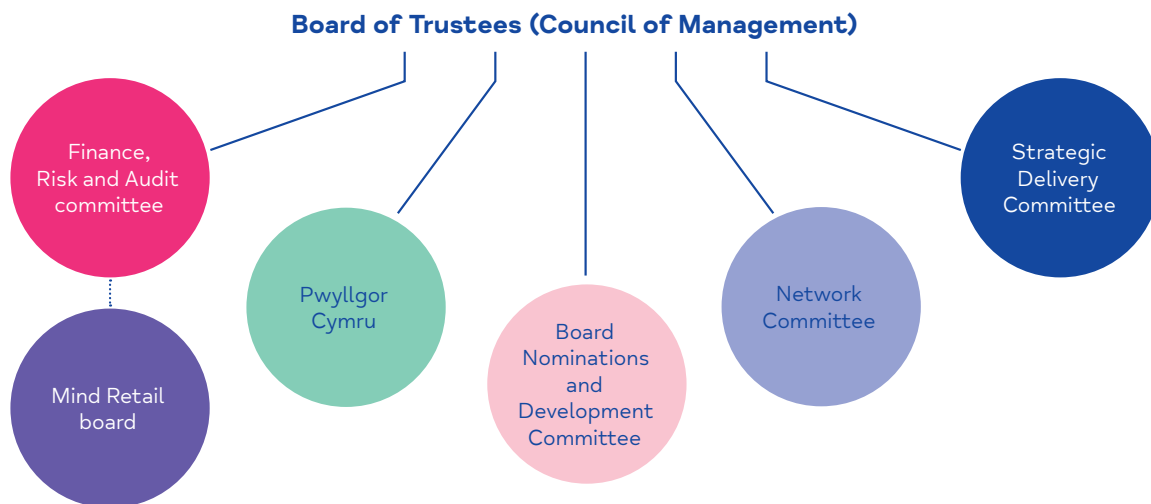 Board of Trustees (Council of Management)
Finance,
Risk and Audit
committee
Mind Retail
board
Pwyllgor
Cymru
Board
Nominations
and
Development
Committee
Network
Committee
Strategic
Delivery
Committee